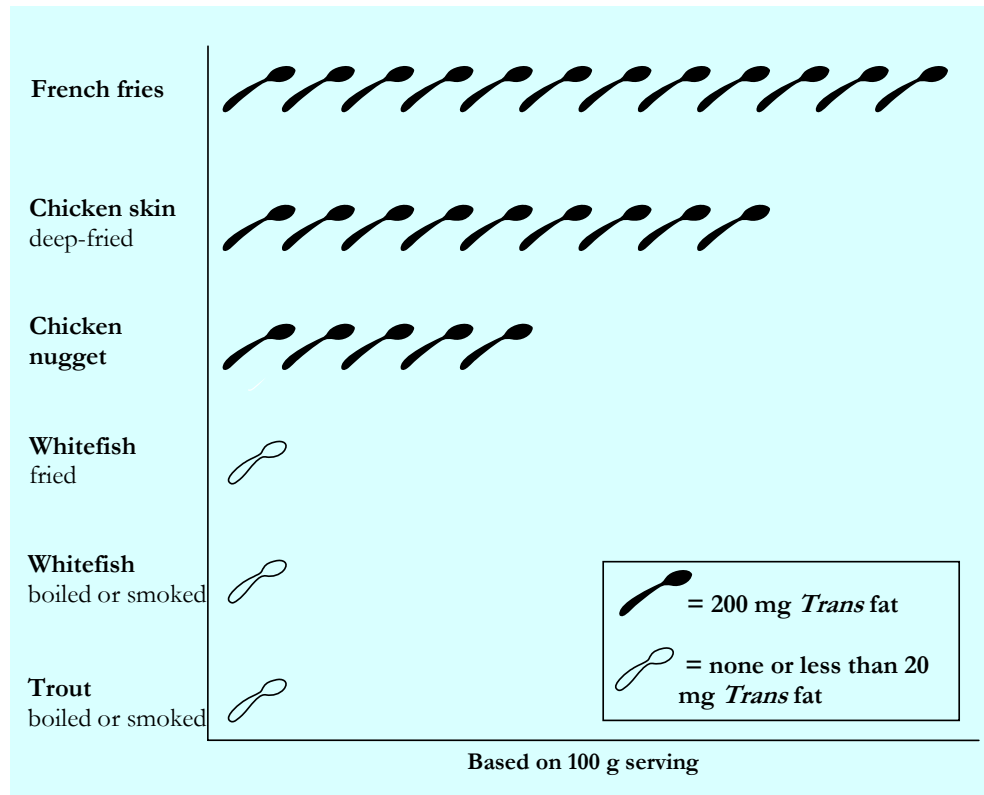 French fries
Chicken skin
deep-fried
Chicken
nugget
Whitefish
fried
Whitefish
boiled or smoked
Trout
boiled or smoked
= 200 mg Trans fat
= none or less than 20
mg Trans fat
Based on 100 g serving